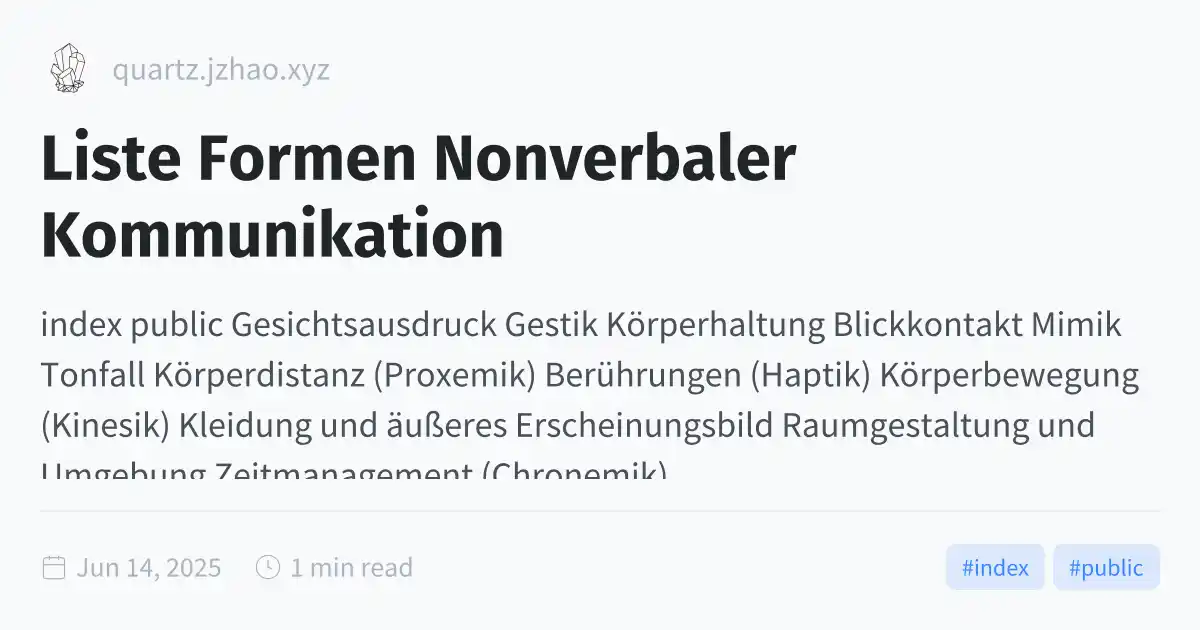 quartz.jzhao.xyz
Liste Formen Nonverbaler
Kommunikation
index public Gesichtsausdruck Gestik Körperhaltung Blickkontakt Mimik
Tonfall Körperdistanz (Proxemik) Berührungen (Haptik) Körperbewegung
(Kinesik) Kleidung und äußeres Erscheinungsbild Raumgestaltung und
Umgebung Zeitmanagement (Chronemik)
Jun 14, 2025 1 min read #index #public